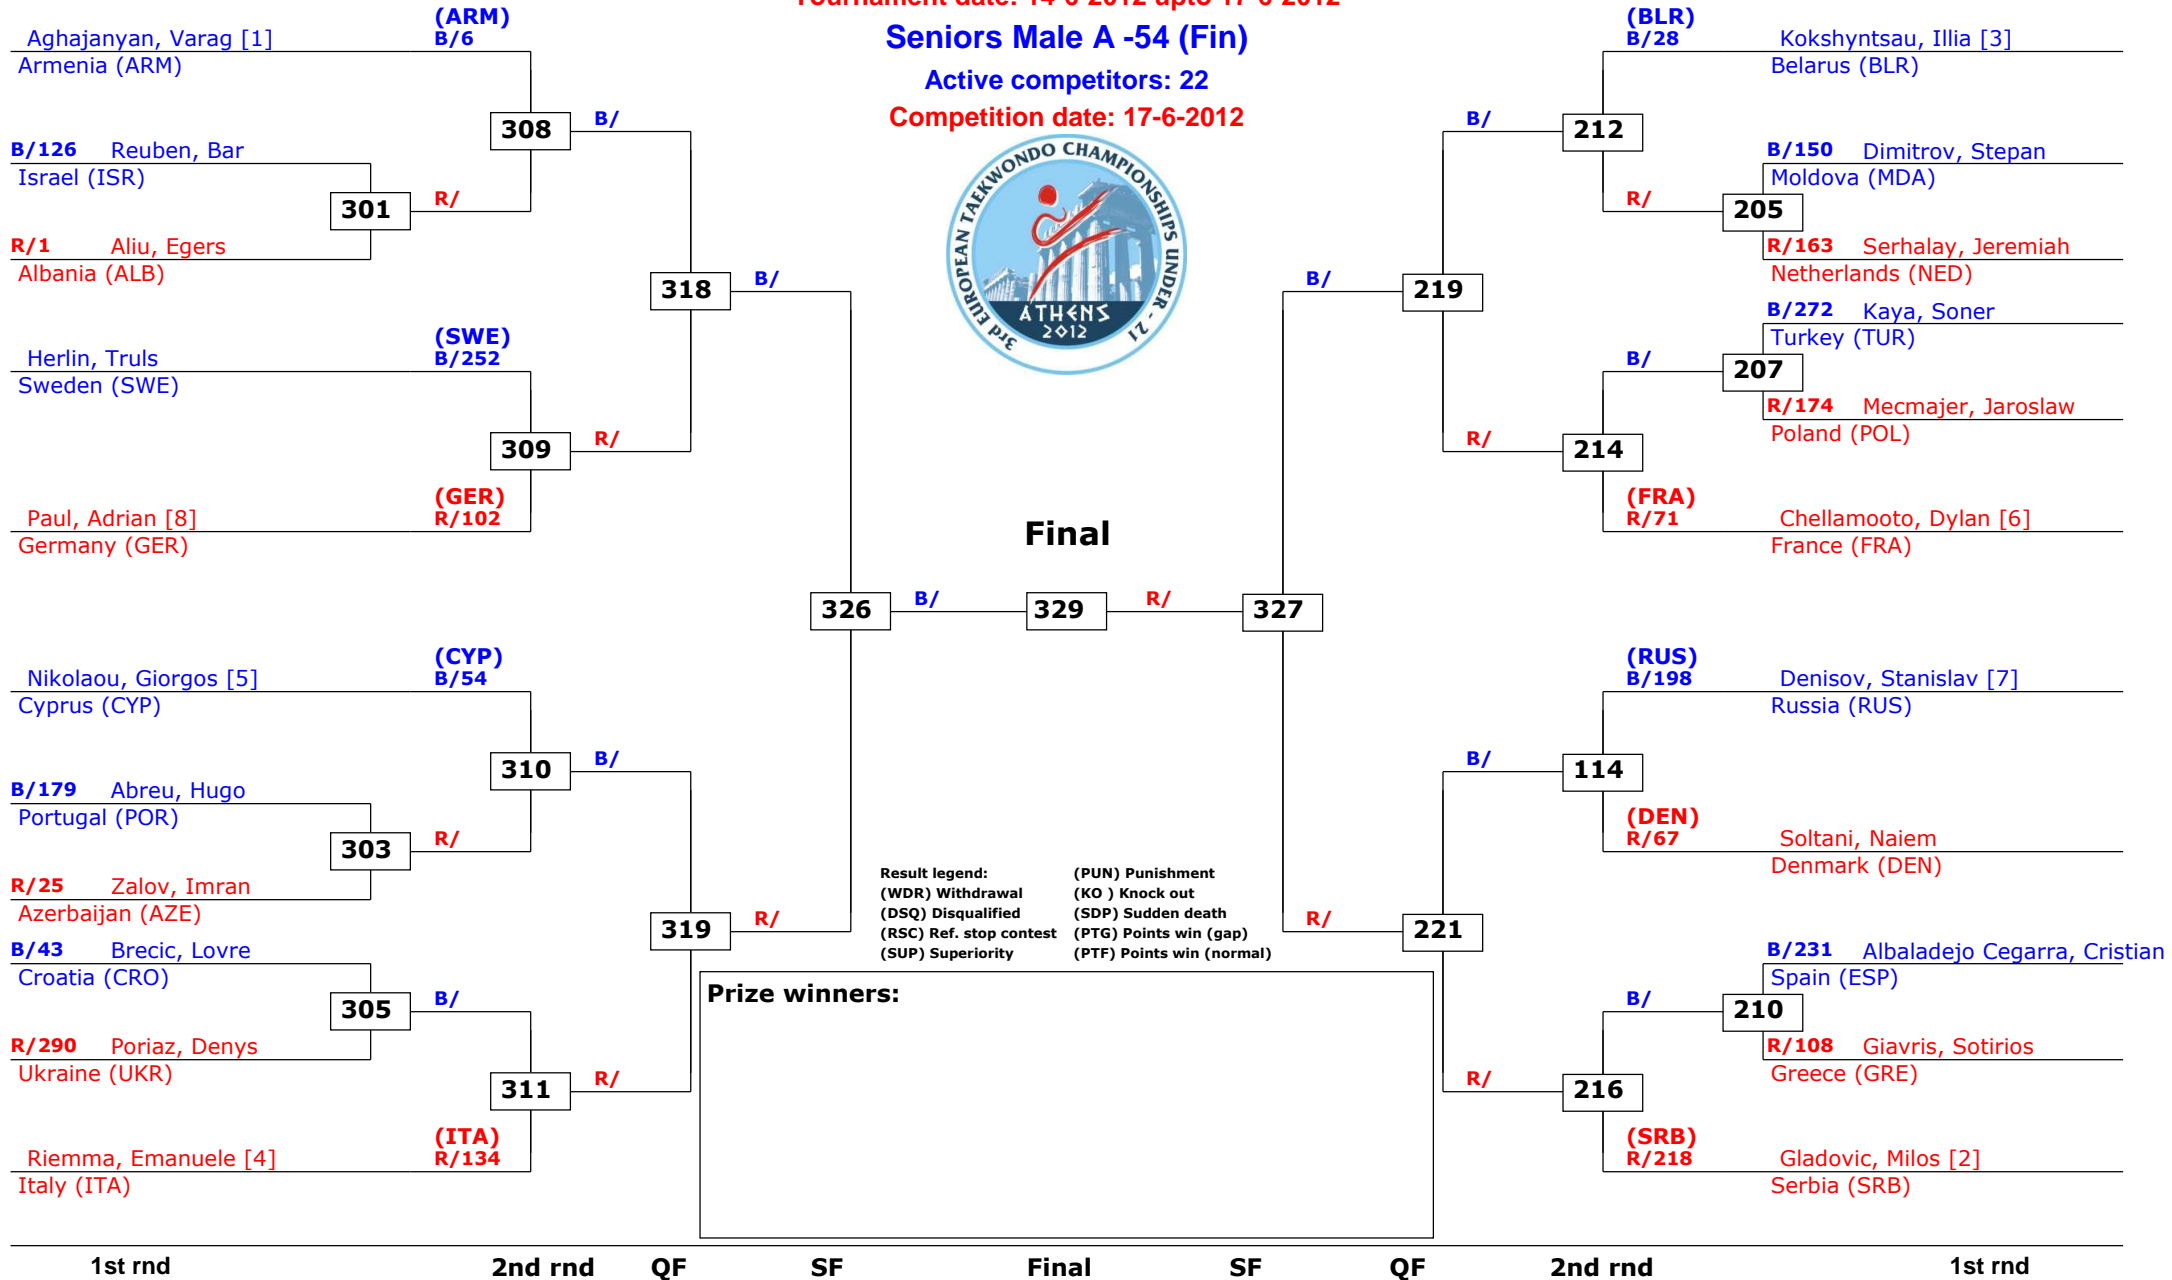 Tournament date: 14-6-2012 upto 17-6-2012
Seniors Male A -54 (Fin)
Active competitors: 22
Competition date: 17-6-2012
3rd EUROPEAN TAEKWONDO CHAMPIONSHIPS UNDER - 21
ATHENS
2012
(ARM)
Aghajanyan, Varag [1] B/6
Armenia (ARM)
308 B/
B/126 Reuben, Bar
Israel (ISR)
301 R/
R/1 Aliu, Egers
Albania (ALB)
318 B/
(SWE)
Herlin, Truls B/252
Sweden (SWE)
309 R/
(GER)
Paul, Adrian [8] R/102
Germany (GER)
326 B/
(CYP)
Nikolaou, Giorgos [5] B/54
Cyprus (CYP)
310 B/
B/179 Abreu, Hugo
Portugal (POR)
303 R/
R/25 Zalov, Imran
Azerbaijan (AZE)
319 R/
B/43 Brecic, Lovre
Croatia (CRO)
305 B/
R/290 Poriaz, Denys
Ukraine (UKR)
311 R/
(ITA)
Riemma, Emanuele [4] R/134
Italy (ITA)
Final
329
(BLR)
B/28 Kokshyntsau, Illia [3]
Belarus (BLR)
B/ 212
B/150 Dimitrov, Stepan
Moldova (MDA)
R/ 205
R/163 Serhalay, Jeremiah
Netherlands (NED)
B/ 219
B/272 Kaya, Soner
Turkey (TUR)
B/ 207
R/174 Mecmajer, Jaroslaw
Poland (POL)
R/ 214
(FRA)
R/71 Chellamooto, Dylan [6]
France (FRA)
R/ 327
(RUS)
B/198 Denisov, Stanislav [7]
Russia (RUS)
B/ 114
(DEN)
R/67 Soltani, Naiem
Denmark (DEN)
R/ 221
B/231 Albaladejo Cegarra, Cristian
Spain (ESP)
B/ 210
R/108 Giavris, Sotirios
Greece (GRE)
R/ 216
(SRB)
R/218 Gladovic, Milos [2]
Serbia (SRB)
Result legend: (PUN) Punishment
(WDR) Withdrawal (KO ) Knock out
(DSQ) Disqualified (SDP) Sudden death
(RSC) Ref. stop contest (PTG) Points win (gap)
(SUP) Superiority (PTF) Points win (normal)
Prize winners:
1st rnd 2nd rnd QF SF Final SF QF 2nd rnd 1st rnd